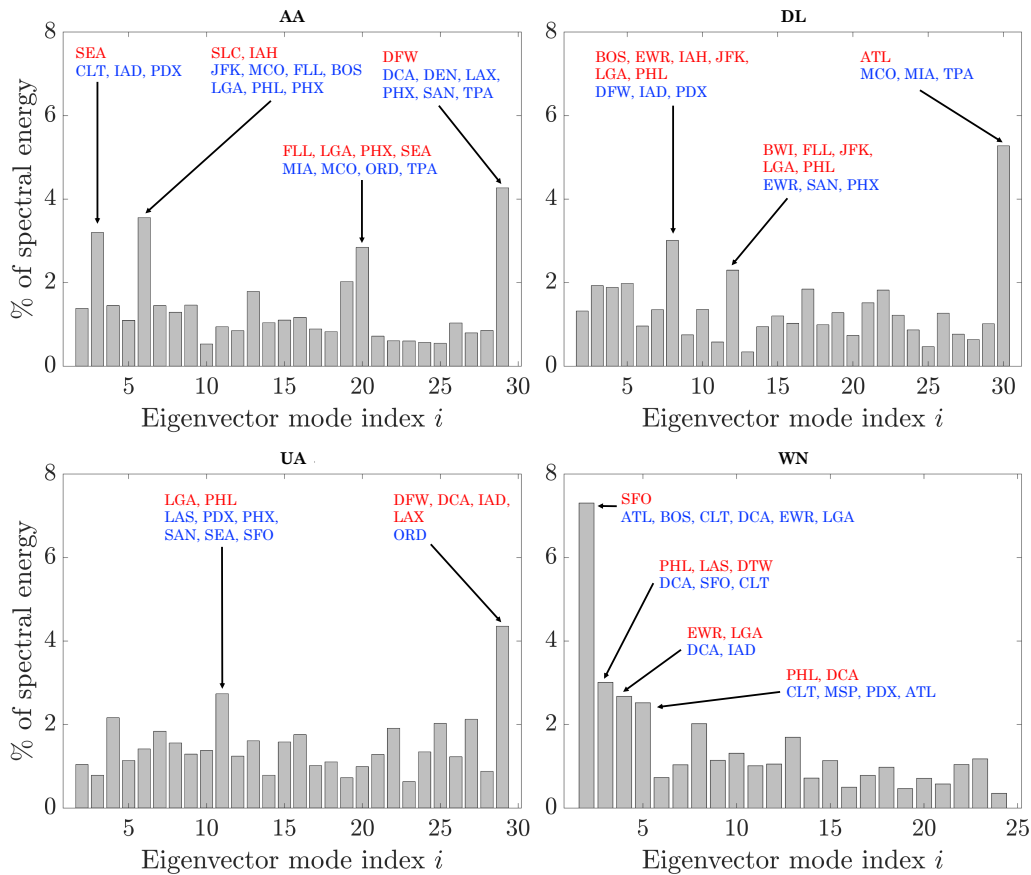 AA
% of spectral energy
8
6
4
2
0
SEA
CLT, IAD, PDX
SLC, IAH
JFK, MCO, FLL, BOS
LGA, PHL, PHX
DFW
DCA, DEN, LAX,
PHX, SAN, TPA
FLL, LGA, PHX, SEA
MIA, MCO, ORD, TPA
5 10 15 20 25 30
Eigenvector mode index i
DL
8
6
4
2
0
BOS, EWR, IAH, JFK,
LGA, PHL
DFW, IAD, PDX
ATL
MCO, MIA, TPA
BWI, FLL, JFK,
LGA, PHL
EWR, SAN, PHX
5 10 15 20 25 30
Eigenvector mode index i
UA
% of spectral energy
8
6
4
2
0
LGA, PHL
LAS, PDX, PHX,
SAN, SEA, SFO
DFW, DCA, IAD,
LAX
ORD
5 10 15 20 25 30
Eigenvector mode index i
WN
8
6
4
2
0
SFO
ATL, BOS, CLT, DCA, EWR, LGA
PHL, LAS, DTW
DCA, SFO, CLT
EWR, LGA
DCA, IAD
PHL, DCA
CLT, MSP, PDX, ATL
5 10 15 20 25
Eigenvector mode index i